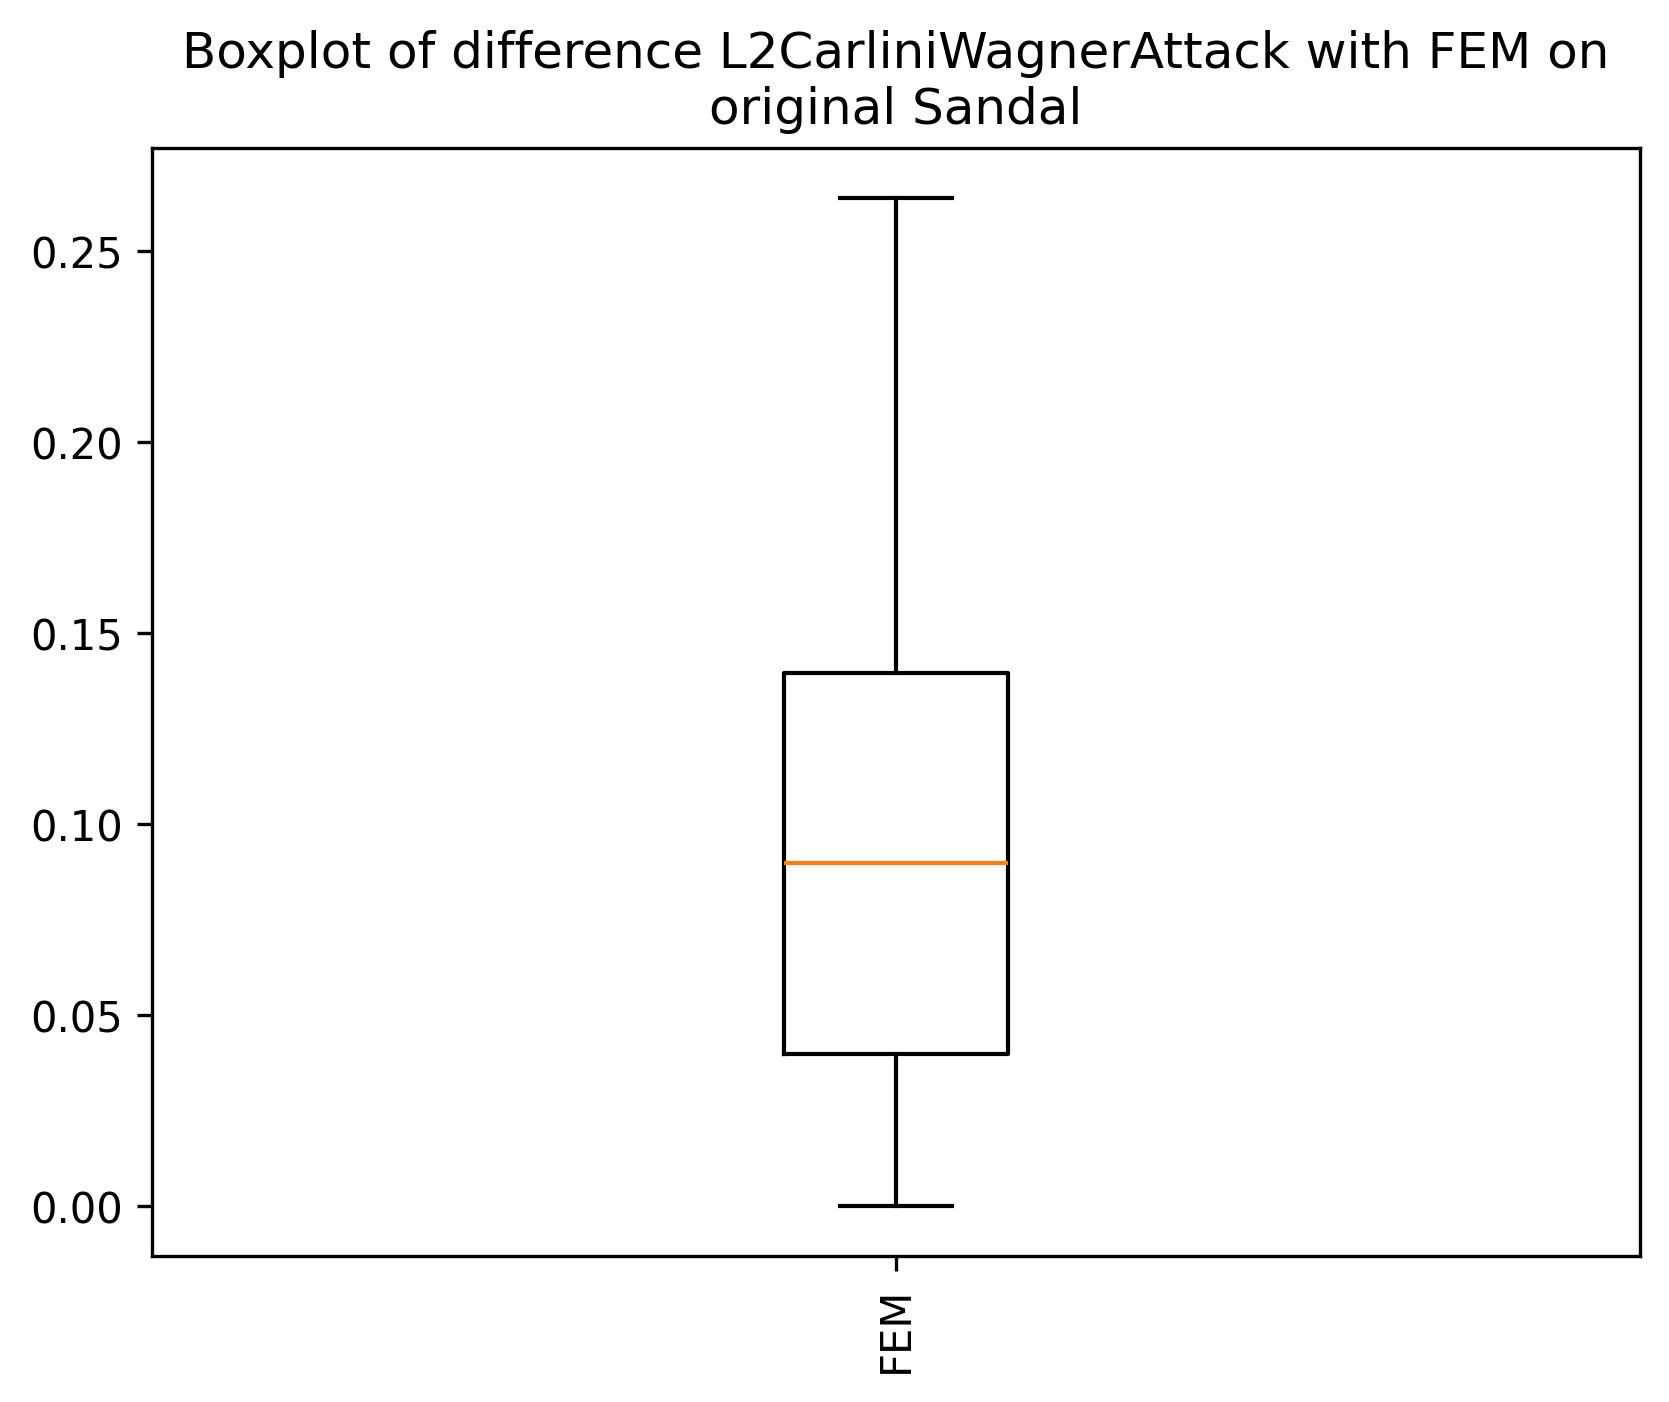 Boxplot of difference L2CarliniWagnerAttack with FEM on
original Sandal
0.25
0.20
0.15
0.10
0.05
0.00
FEM